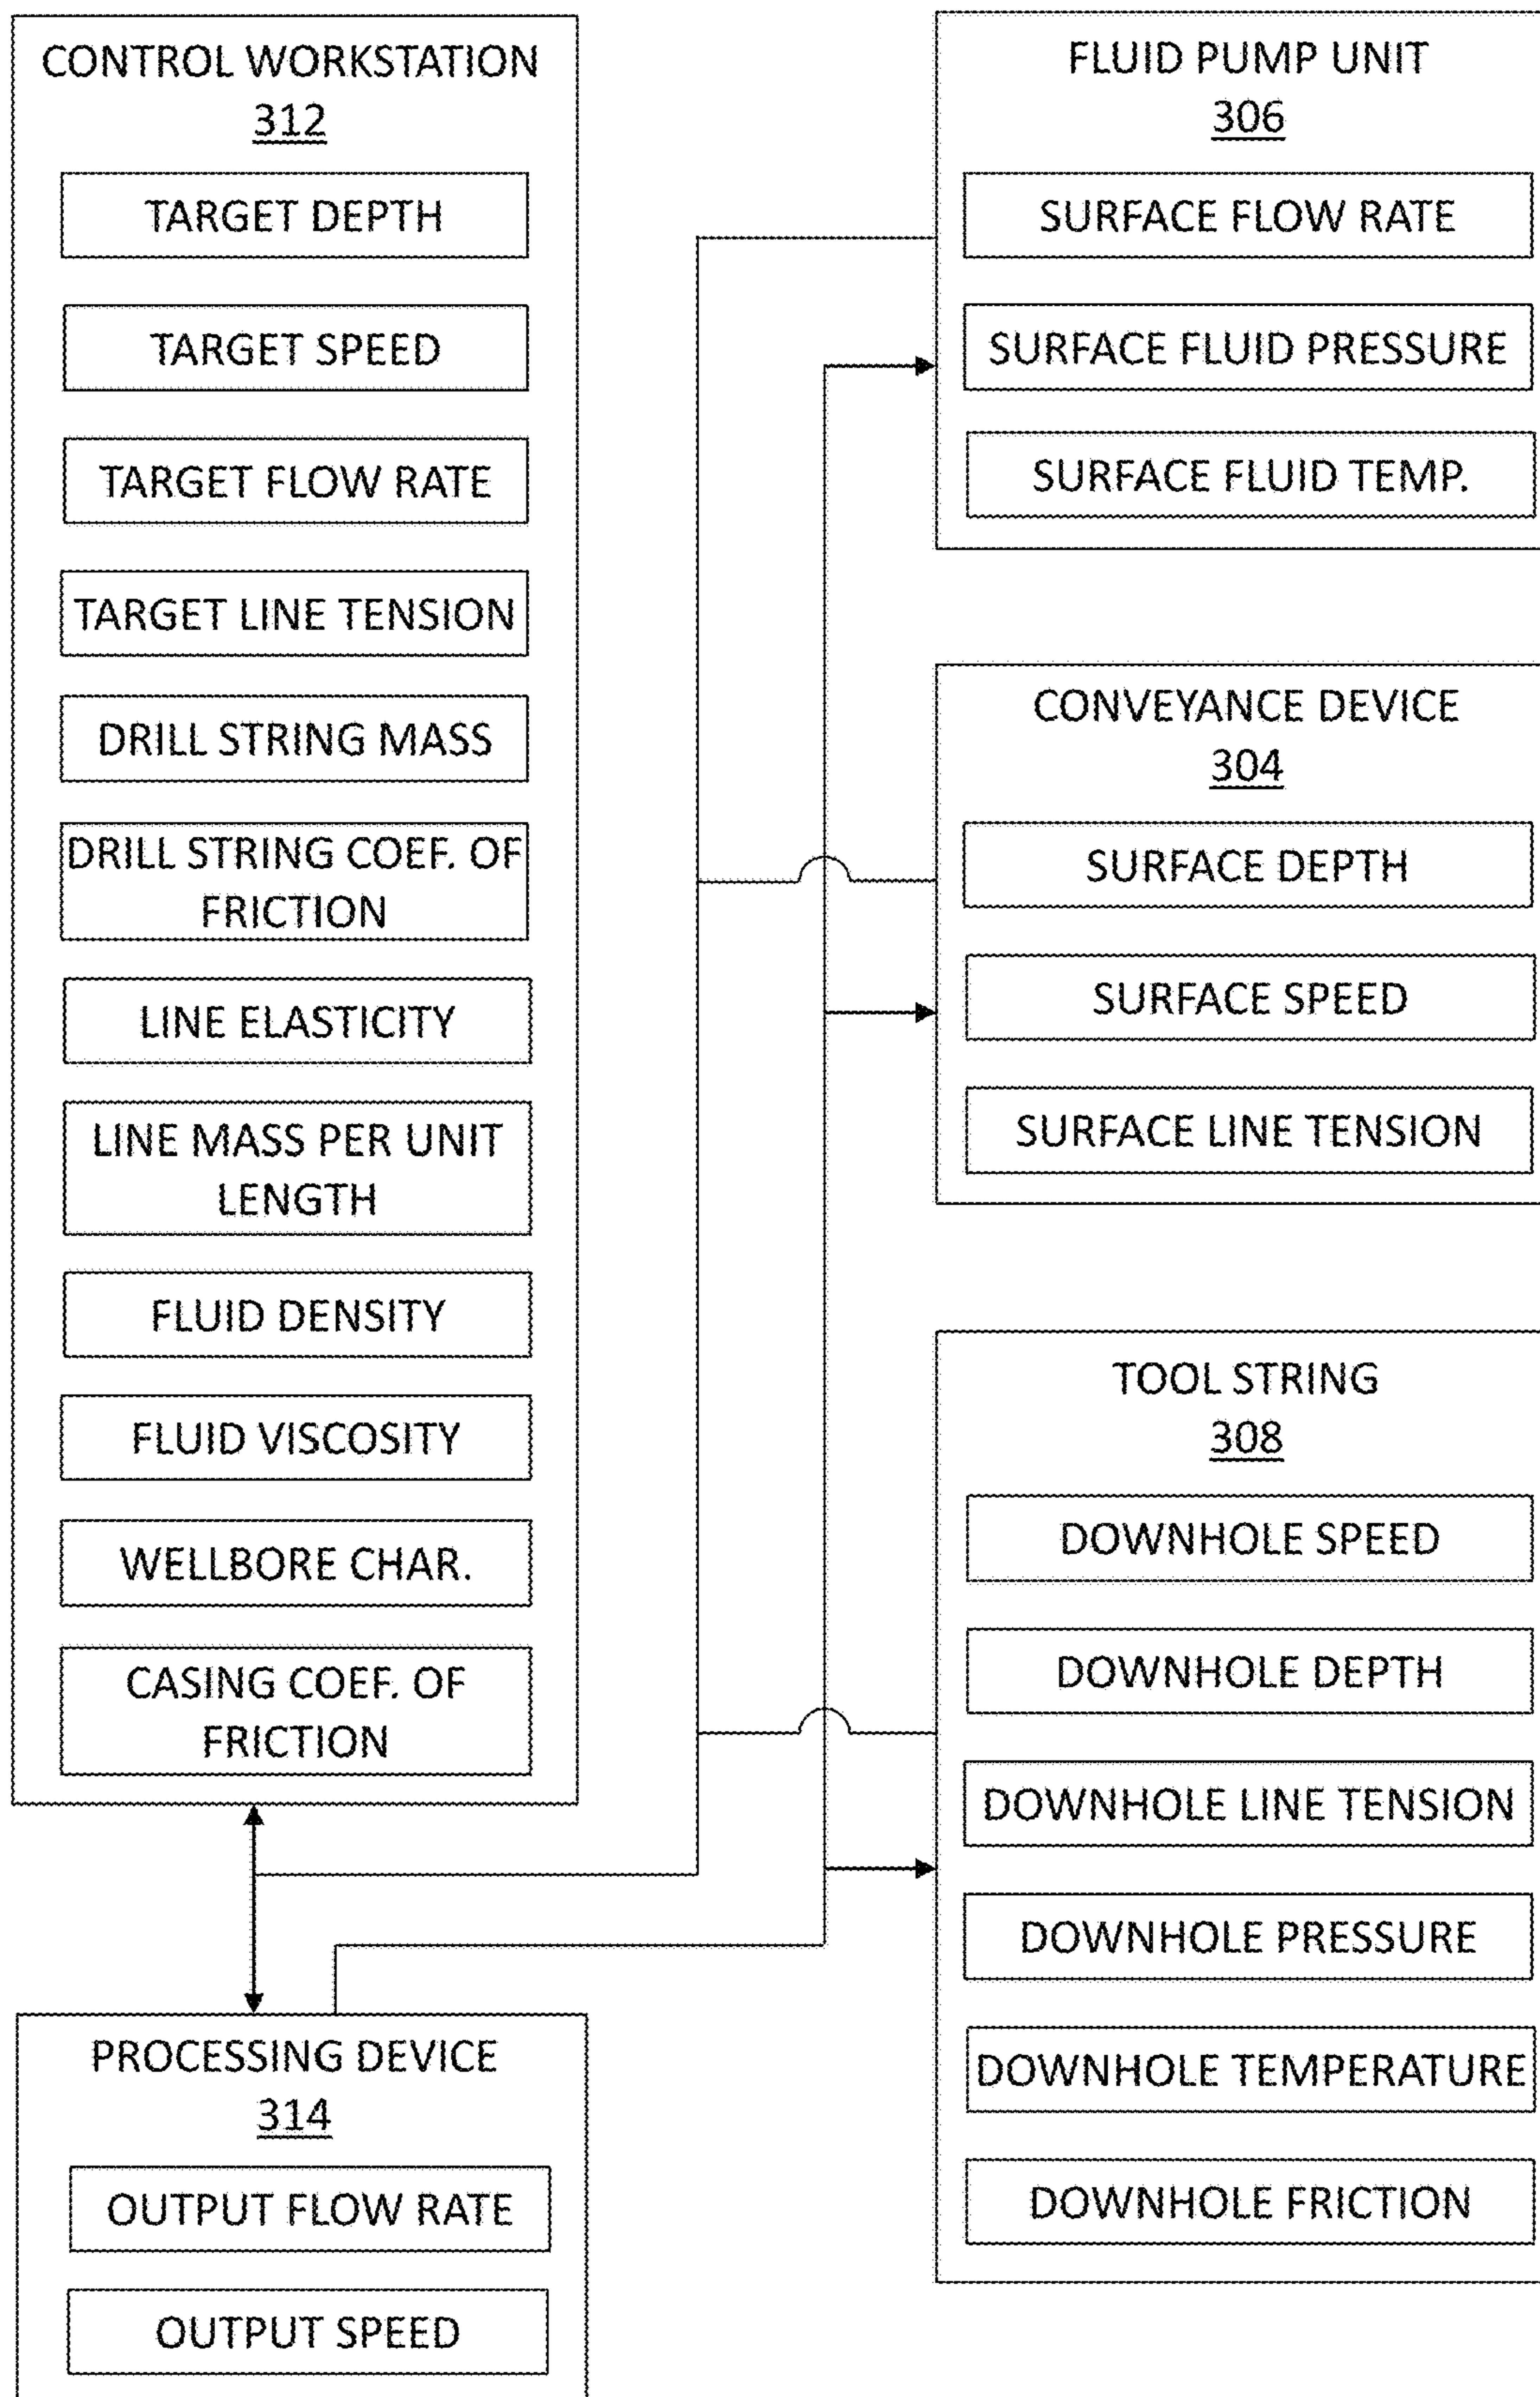 CONTROL WORKSTATION
312
TARGET DEPTH
TARGET SPEED
TARGET FLOW RATE
TARGET LINE TENSION
DRILL STRING MASS
DRILL STRING COEF. OF
FRICTION
LINE ELASTICITY
LINE MASS PER UNIT
LENGTH
FLUID DENSITY
FLUID VISCOSITY
WELLBORE CHAR.
CASING COEF. OF
FRICTION
PROCESSING DEVICE
314
OUTPUT FLOW RATE
OUTPUT SPEED
FLUID PUMP UNIT
306
SURFACE FLOW RATE
SURFACE FLUID PRESSURE
SURFACE FLUID TEMP.
CONVEYANCE DEVICE
304
SURFACE DEPTH
SURFACE SPEED
SURFACE LINE TENSION
TOOL STRING
308
DOWNHOLE SPEED
DOWNHOLE DEPTH
DOWNHOLE LINE TENSION
DOWNHOLE PRESSURE
DOWNHOLE TEMPERATURE
DOWNHOLE FRICTION